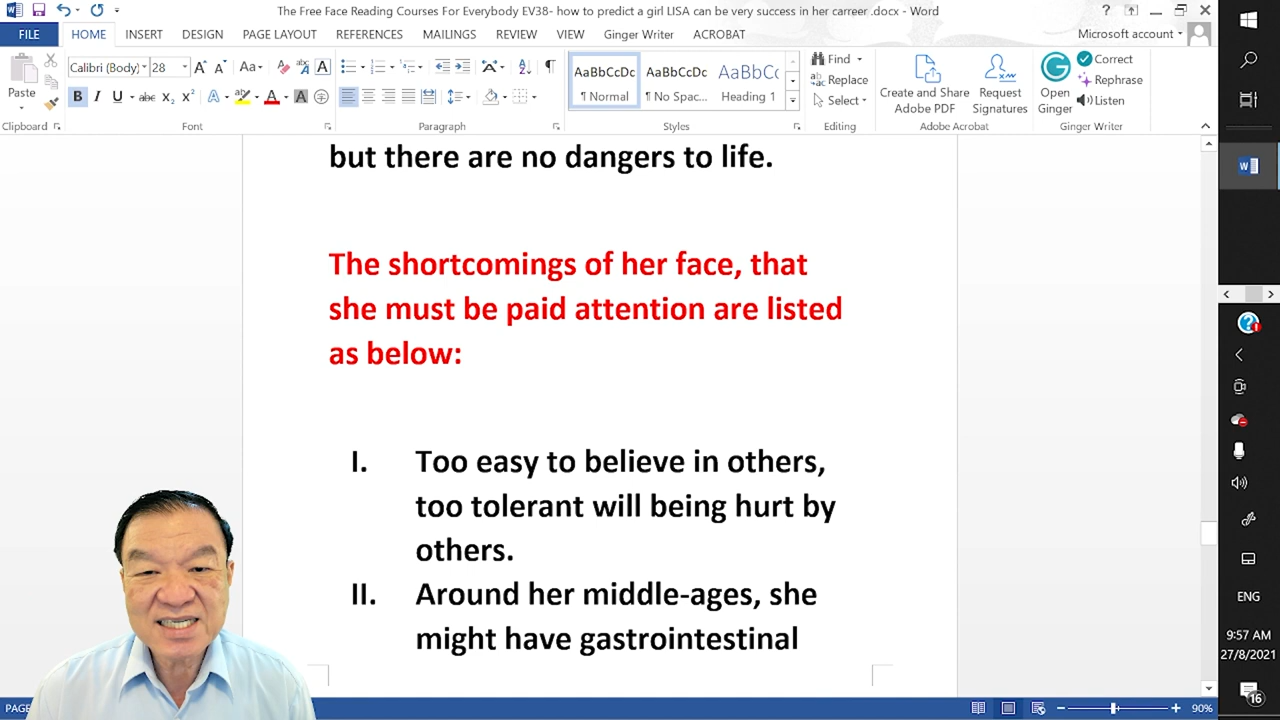 The Free Face Reading Courses For Everybody EV38- how to predict a girl LISA can be very success in her carreer .docx - Word
FILE HOME INSERT DESIGN PAGE LAYOUT REFERENCES MAILINGS REVIEW VIEW Ginger Writer ACROBAT Microsoft account
Calibri (Body) 28
Paste
AaBbCcDc AaBbCcDc AaBbCc
¶ Normal ¶ No Spac... Heading 1
Find
Replace
Select
Create and Share
Adobe PDF
Request
Signatures
Open
Ginger
Correct
Rephrase
Listen
Clipboard Font Paragraph Styles Editing Adobe Acrobat Ginger Writer
but there are no dangers to life.
The shortcomings of her face, that
she must be paid attention are listed
as below:
I. Too easy to believe in others,
too tolerant will being hurt by
others.
II. Around her middle-ages, she
might have gastrointestinal
ENG
9:57 AM
27/8/2021
16
PAGE
90%